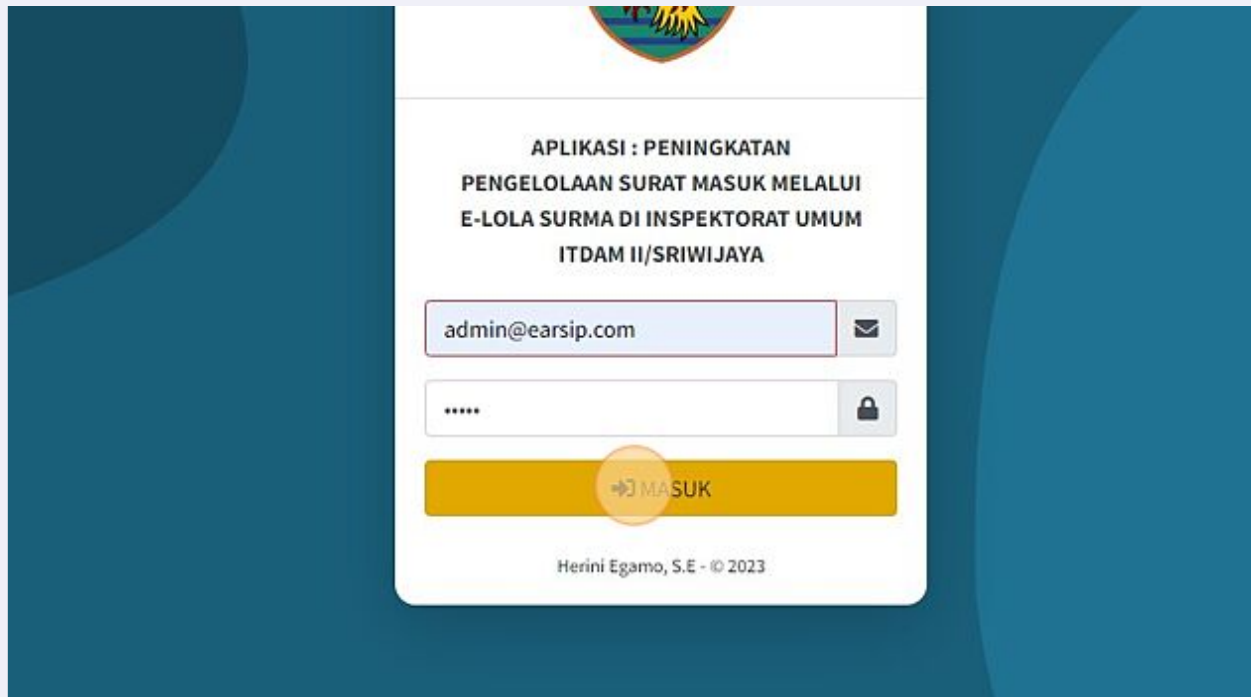 APLIKASI : PENINGKATAN
PENGELOLAAN SURAT MASUK MELALUI
E-LOLA SURMA DI INSPEKTORAT UMUM
ITDAM II/SRIWIJAYA
admin@earsip.com
•••••
MASUK
Herini Egamo, S.E - © 2023